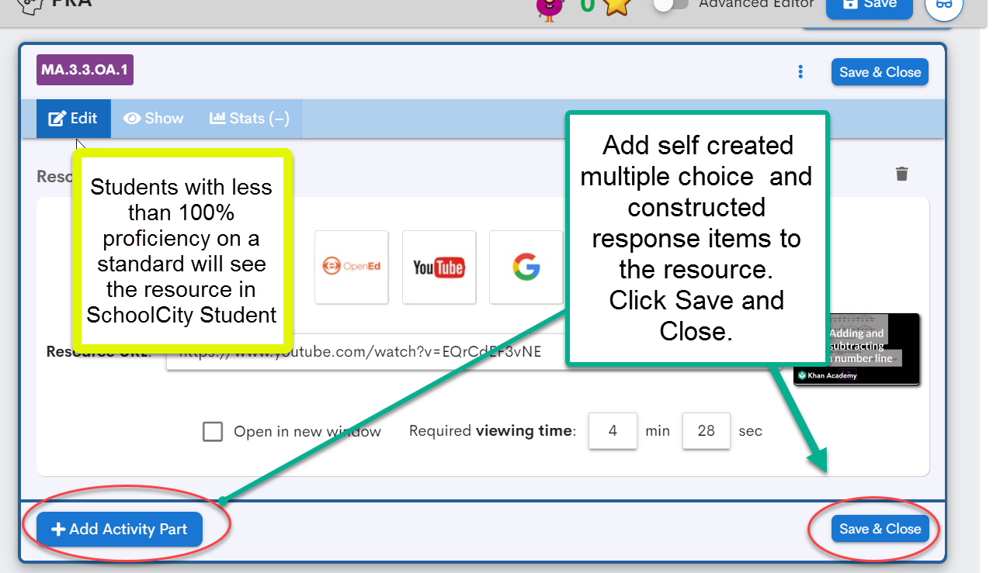 PRA
0
Advanced Editor
Save
MA.3.3.OA.1
Save & Close
Edit
Show
Stats (–)
Students with less
than 100%
proficiency on a
standard will see
the resource in
SchoolCity Student
Add self created
multiple choice and
constructed
response items to
the resource.
Click Save and
Close.
OpenEd
YouTube
G
Resource URL:
https://www.youtube.com/watch?v=EQrCdEF3vNE
Adding and
subtracting
number line
Khan Academy
Open in new window
Required viewing time:
4
min
28
sec
+ Add Activity Part
Save & Close